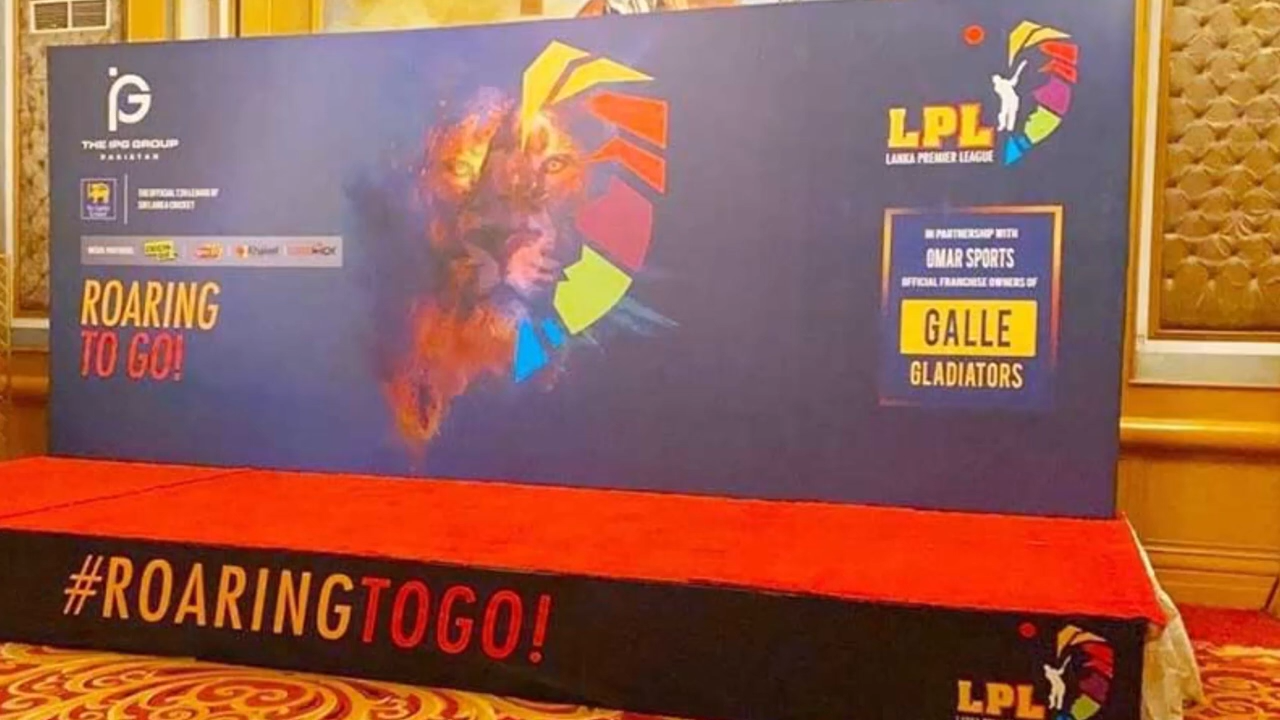 iPG
THE IPG GROUP
PAKISTAN
THE OFFICIAL T20 LEAGUE OF
SRI LANKA CRICKET
ROARING
TO GO!
LPL
LANKA PREMIER LEAGUE
IN PARTNERSHIP WITH
OMAR SPORTS
OFFICIAL FRANCHISE OWNERS OF
GALLE
GLADIATORS
#ROARINGTOGO!
LPL